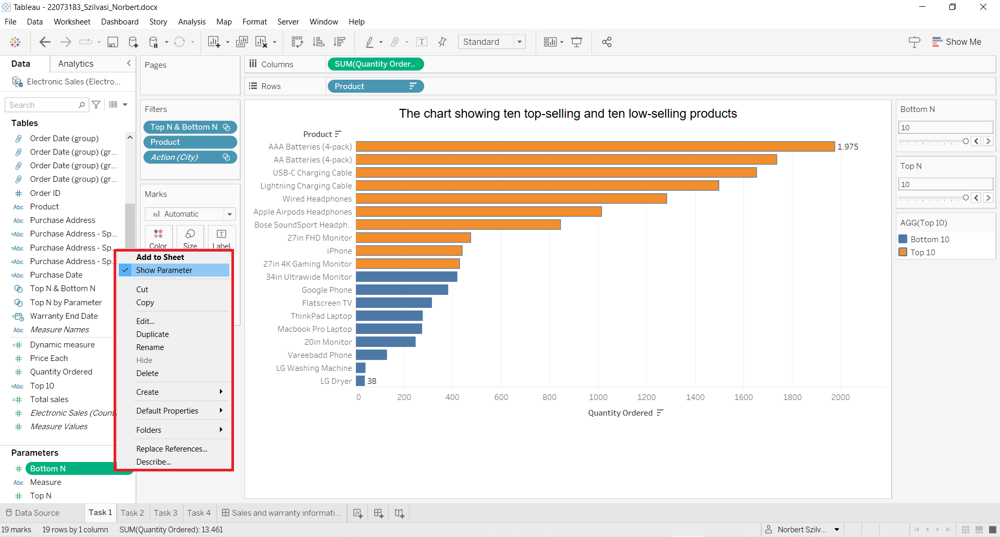 Tableau - 22073183_Szilvasi_Norbert.docx
File Data Worksheet Dashboard Story Analysis Map Format Server Window Help
Standard
Show Me
Data Analytics
Electronic Sales (Electro...
Search
Tables
Order Date (group)
Order Date (group) (gr...
Order Date (group) (gr...
Order Date (group) (gr...
Order ID
Abc Product
Abc Purchase Address
=Abc Purchase Address - Sp...
=Abc Purchase Address - Sp...
=Abc Purchase Address - Sp...
=Abc Purchase Date
Top N & Bottom N
Top N by Parameter
Warranty End Date
Abc Measure Names
=# Dynamic measure
# Price Each
# Quantity Ordered
=Abc Top 10
=# Total sales
# Electronic Sales (Count
# Measure Values
Parameters
# Bottom N
Abc Measure
# Top N
Pages
Filters
Top N & Bottom N
Product
Action (City)
Marks
Automatic
Color Size Label
Add to Sheet
Show Parameter
Cut
Copy
Edit...
Duplicate
Rename
Hide
Delete
Create
Default Properties
Folders
Replace References...
Describe...
Columns SUM(Quantity Order..
Rows Product
The chart showing ten top-selling and ten low-selling products
Product
AAA Batteries (4-pack) 1.975
AA Batteries (4-pack)
USB-C Charging Cable
Lightning Charging Cable
Wired Headphones
Apple Airpods Headphones
Bose SoundSport Headph..
27in FHD Monitor
iPhone
27in 4K Gaming Monitor
34in Ultrawide Monitor
Google Phone
Flatscreen TV
ThinkPad Laptop
Macbook Pro Laptop
20in Monitor
Vareebadd Phone
LG Washing Machine
LG Dryer 38
0 200 400 600 800 1000 1200 1400 1600 1800 2000
Quantity Ordered
Bottom N
10
Top N
10
AGG(Top 10)
Bottom 10
Top 10
Data Source Task 1 Task 2 Task 3 Task 4 Sales and warranty informati...
19 marks 19 rows by 1 column SUM(Quantity Ordered): 13.461
Norbert Szilv...